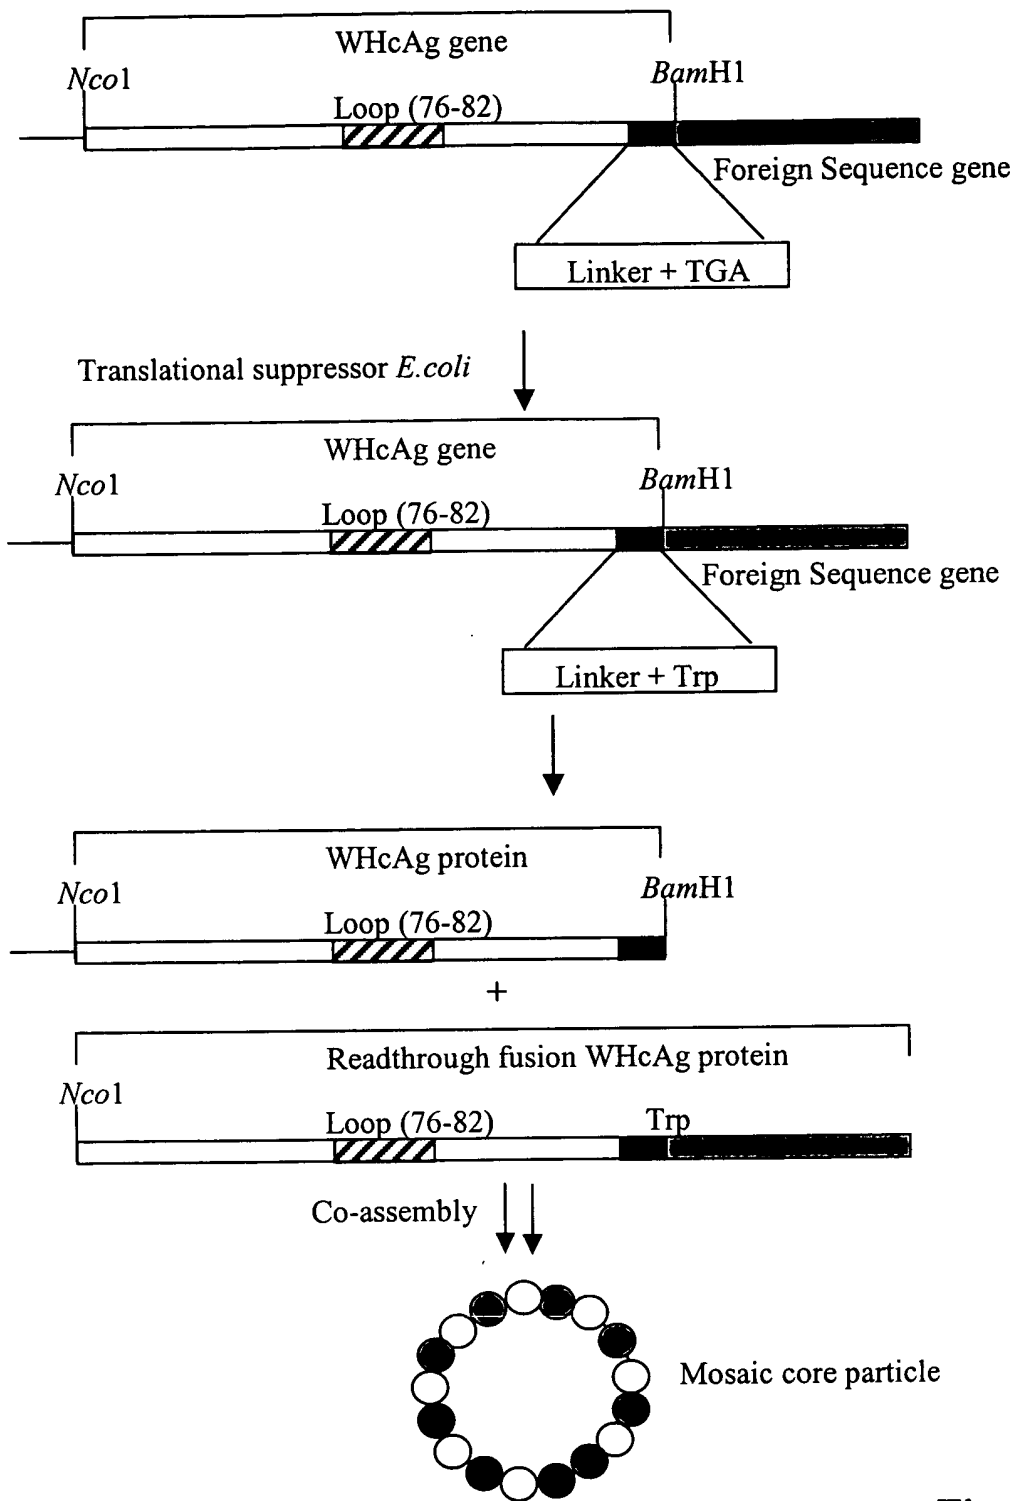 WHcAg gene
Nco1
BamH1
Loop (76-82)
Foreign Sequence gene
Linker + TGA
Translational suppressor E.coli
WHcAg gene
Nco1
BamH1
Loop (76-82)
Foreign Sequence gene
Linker + Trp
WHcAg protein
Nco1
BamH1
Loop (76-82)
+
Readthrough fusion WHcAg protein
Nco1
Loop (76-82)
Trp
Co-assembly
Mosaic core particle